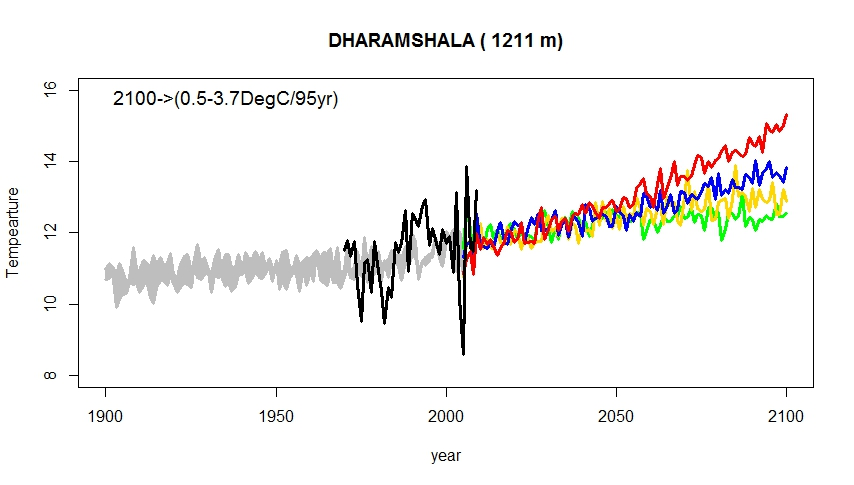 DHARAMSHALA ( 1211 m)
2100->(0.5-3.7DegC/95yr)
Tempearture
16
14
12
10
8
1900 1950 2000 2050 2100
year